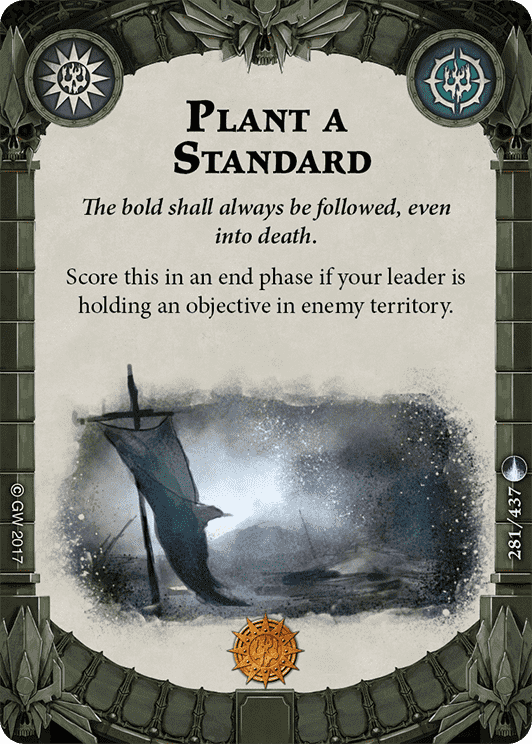 PLANT A
STANDARD
The bold shall always be followed, even
into death.
Score this in an end phase if your leader is
holding an objective in enemy territory.
© GW 2017
281/437